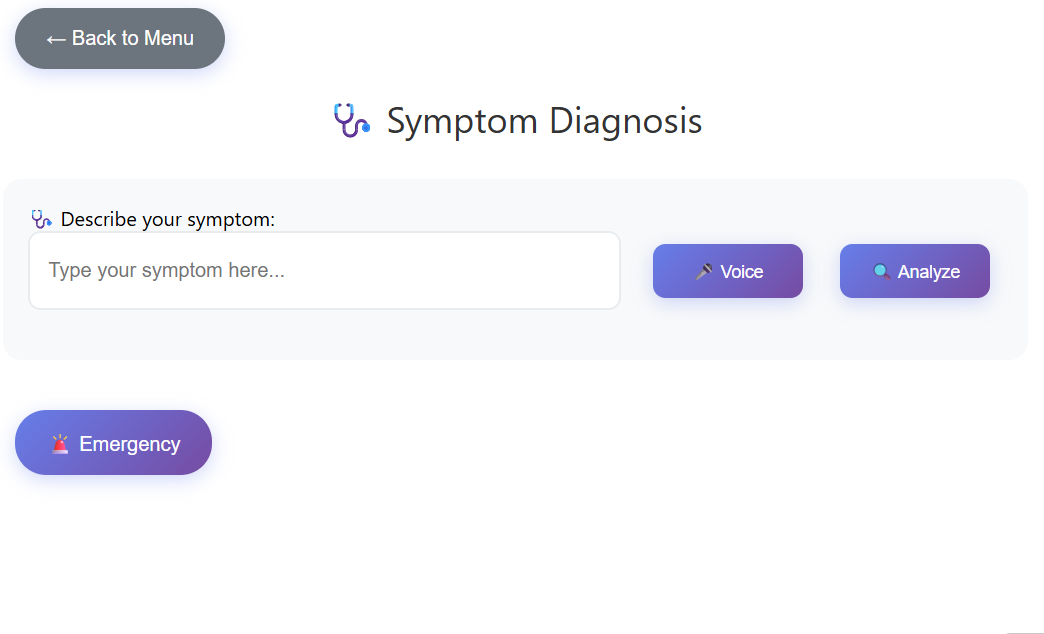 ← Back to Menu
🩺 Symptom Diagnosis
🩺 Describe your symptom:
Type your symptom here...
🎤 Voice
🔍 Analyze
🚨 Emergency